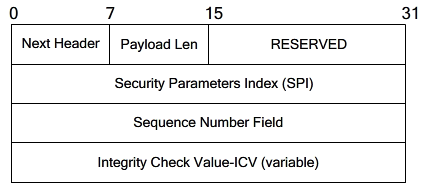 0 7 15 31
Next Header Payload Len RESERVED
Security Parameters Index (SPI)
Sequence Number Field
Integrity Check Value-ICV (variable)